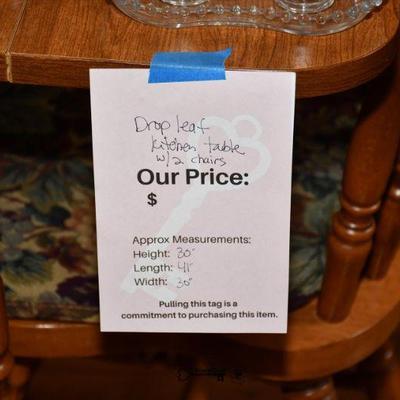 Drop leaf
kitchen table
w/2 chairs
Our Price:
$
Approx Measurements:
Height: 30"
Length: 41"
Width: 30"
Pulling this tag is a
commitment to purchasing this item.